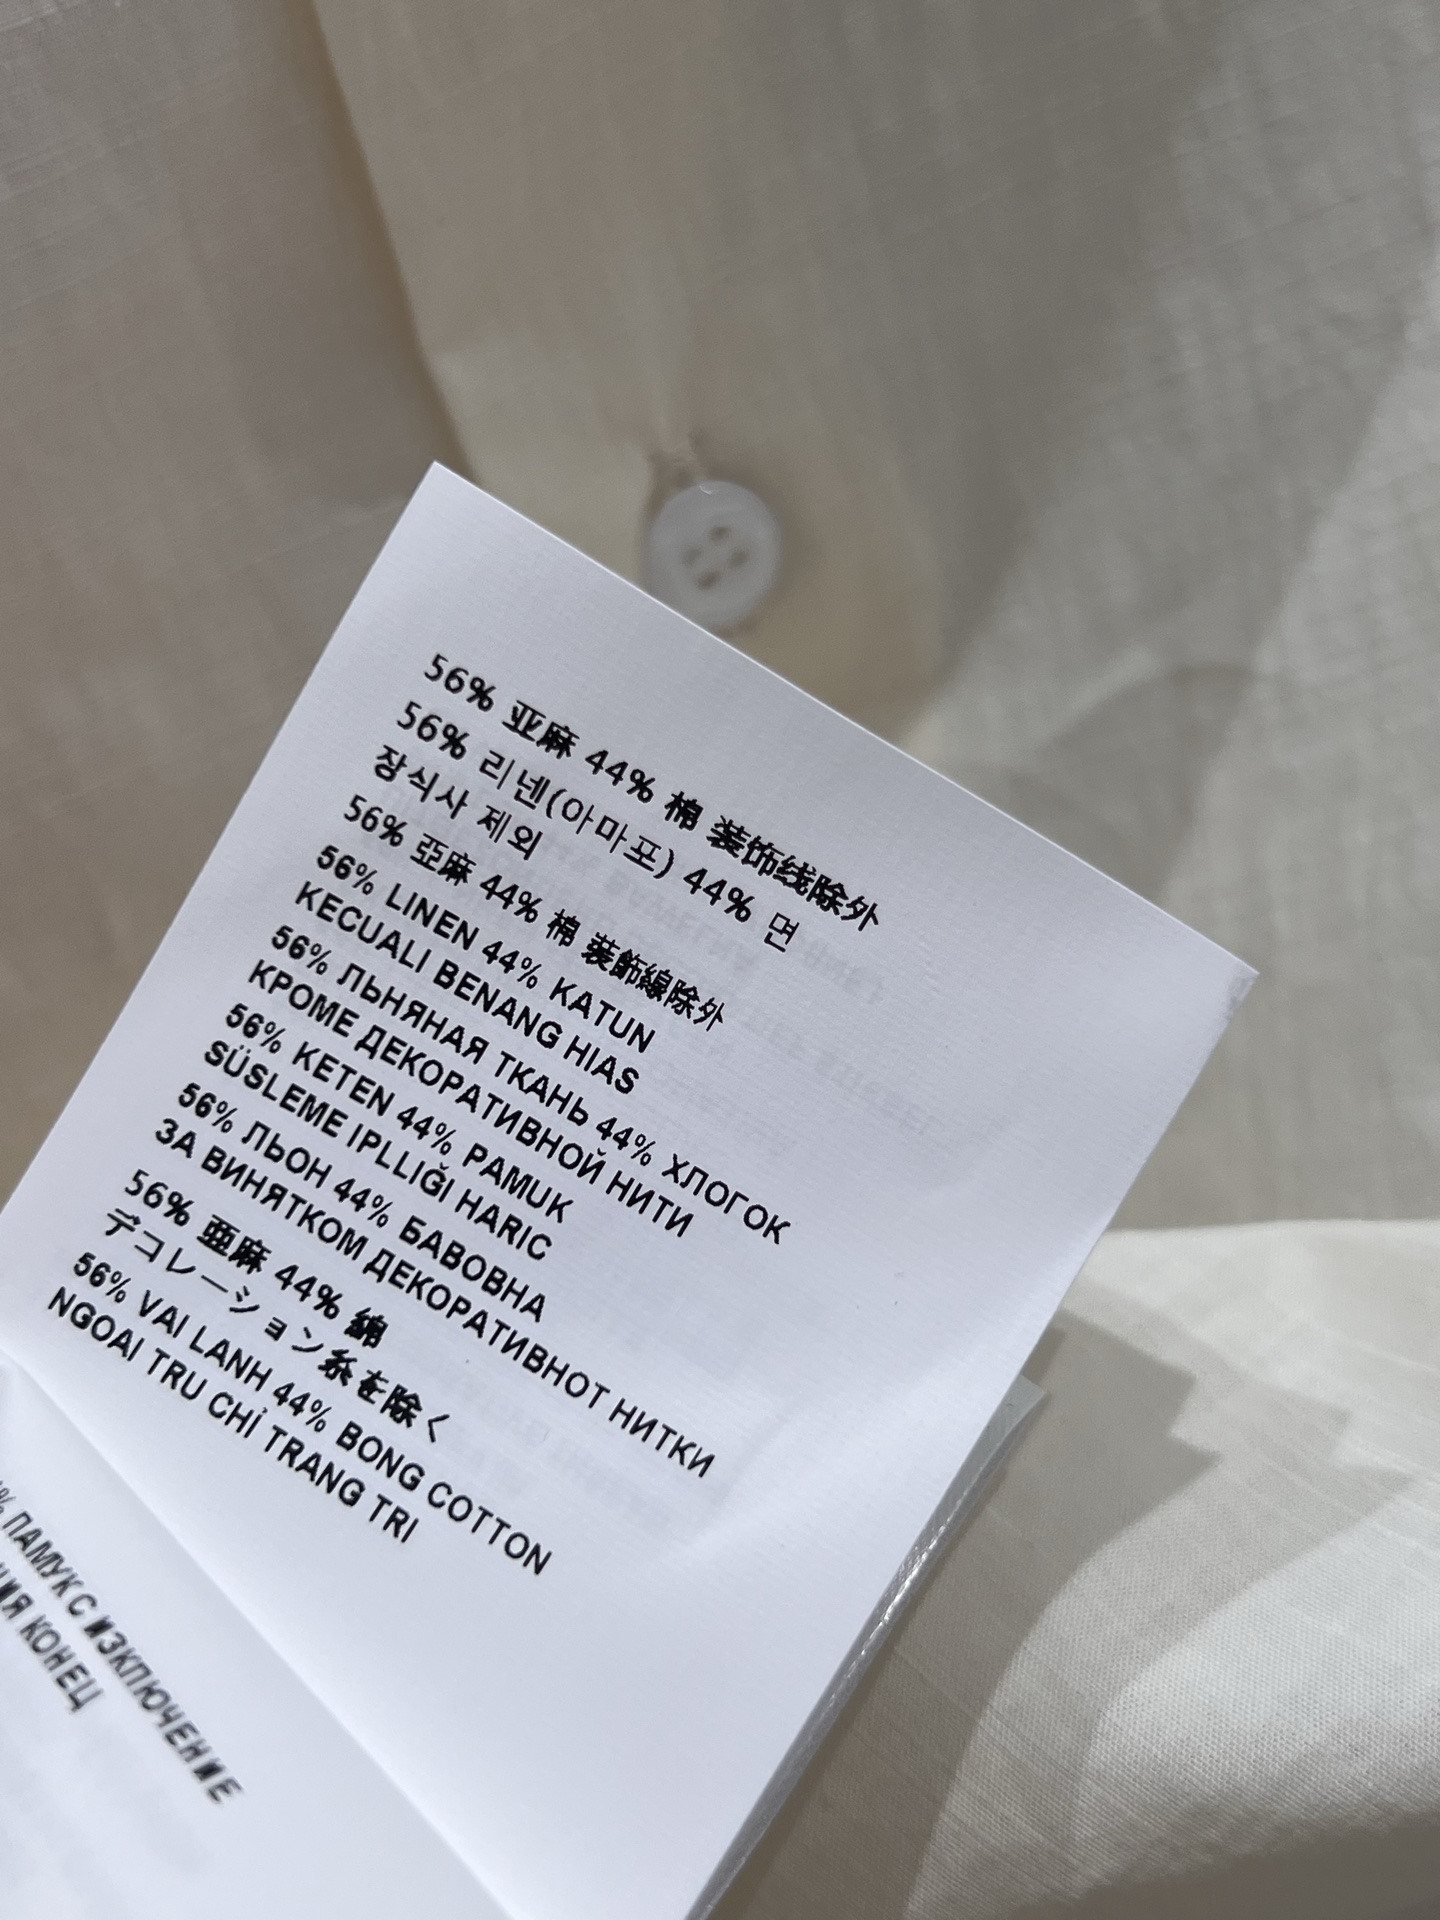 56% 亚麻 44% 棉 装饰线除外
56% 리넨(아마포) 44% 면
장식사 제외
56% 亞麻 44% 棉 装飾線除外
56% LINEN 44% KATUN
KECUALI BENANG HIAS
56% ЛЬНЯНАЯ ТКАНЬ 44% ХЛОГОК
КРОМЕ ДЕКОРАТИВНОЙ НИТИ
56% KETEN 44% PAMUK
SÜSLEME IPLLIĞI HARIC
56% ЛЬОН 44% БАВОВНА
ЗА ВИНЯТКОМ ДЕКОРАТИВНОТ НИТКИ
56% 亜麻 44% 綿
デコレーション糸を除く
56% VAI LANH 44% BONG COTTON
NGOAI TRU CHỈ TRANG TRI
% ПАМУК С ИЗКЛЮЧЕНИЕ
КОНЕЦ